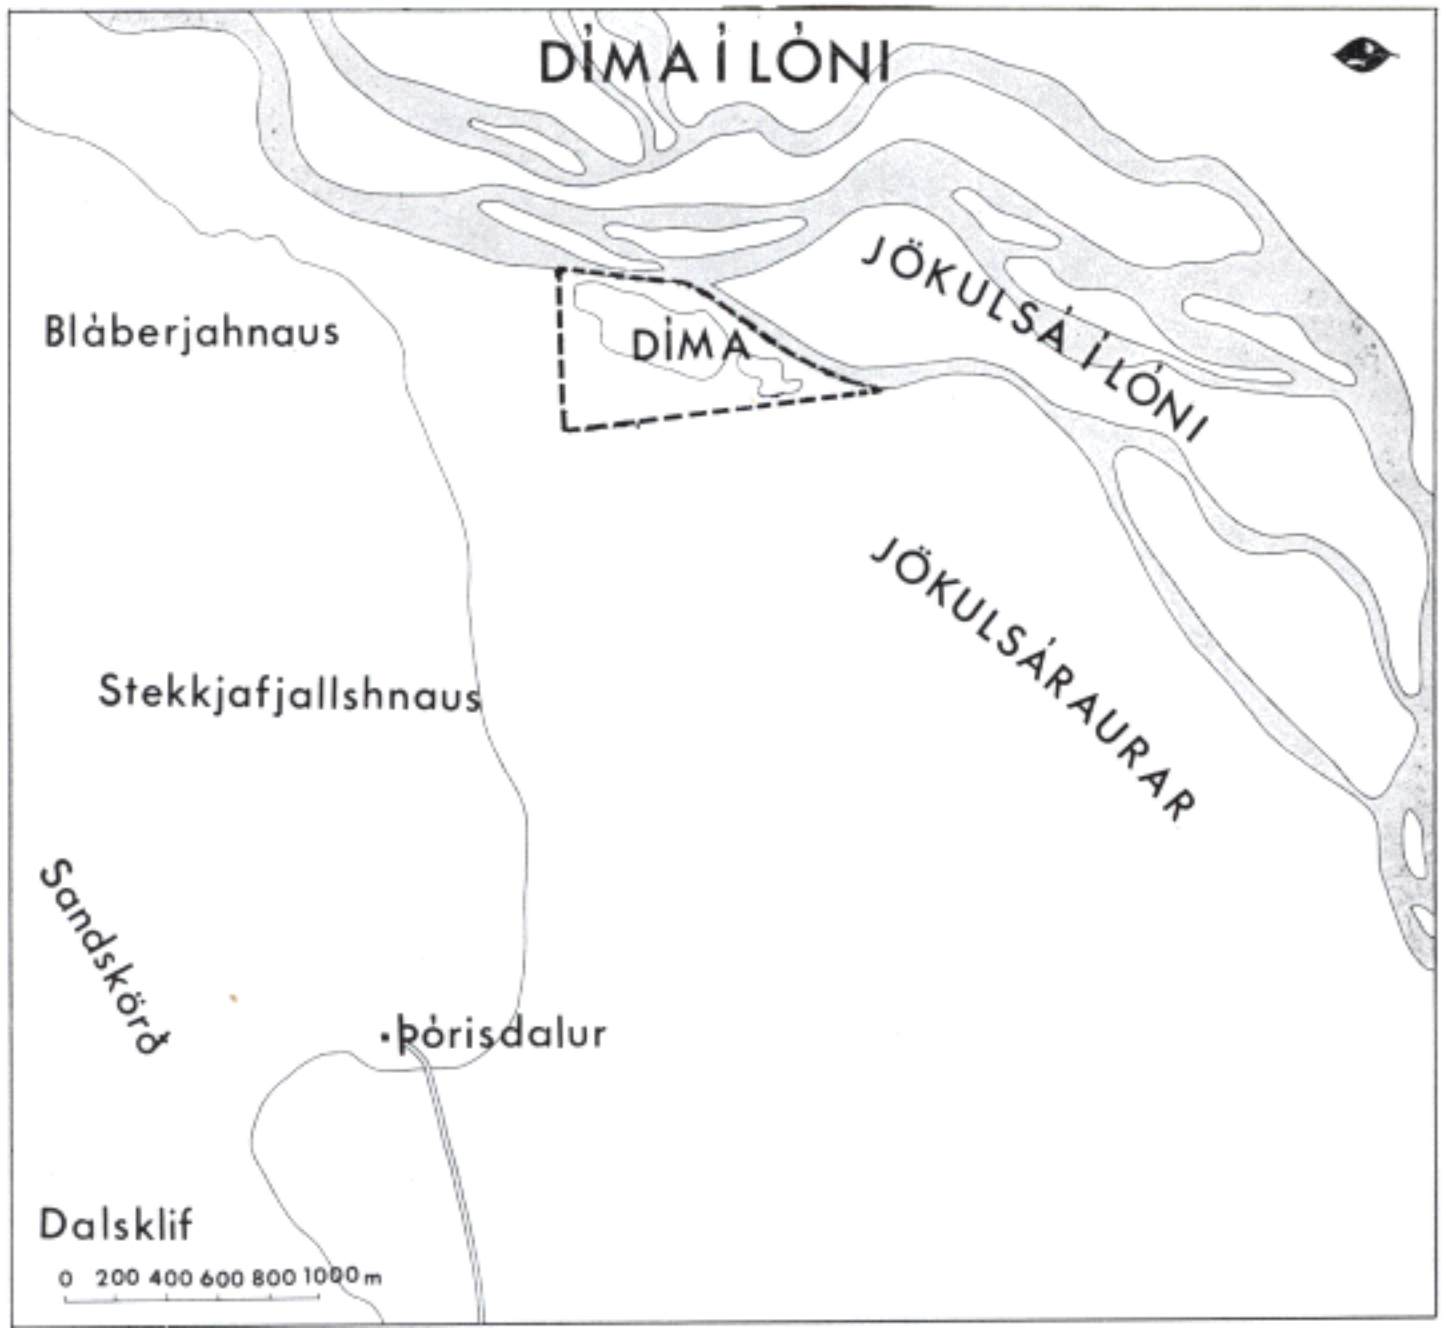 DÍMA Í LÓNI
JÖKULSÁ Í LÓNI
Bláberjahnaus
DÍMA
JÖKULSÁRAURAR
Stekkjafjallshnaus
Sandskörð
Þórisdalur
Dalsklif
0 200 400 600 800 1000 m